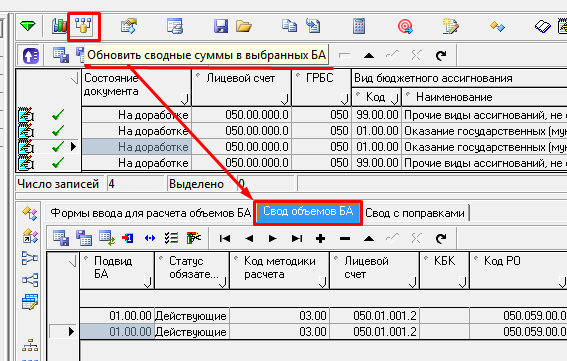 Обновить сводные суммы в выбранных БА
Состояние документа Лицевой счет ГРБС Вид бюджетного ассигнования
Код Наименование
На доработке 050.00.000.0 050 99.00.00 Прочие виды ассигнований, не о
На доработке 050.00.000.0 050 01.00.00 Оказание государственных (мун
На доработке 050.00.000.0 050 01.00.00 Оказание государственных (мун
На доработке 050.00.000.0 050 99.00.00 Прочие виды ассигнований, не о
Число записей 4 Выделено 0
Формы ввода для расчета объемов БА Свод объемов БА Свод с поправками
Подвид БА Статус обязате... Код методики расчета Лицевой счет КБК Код РО
01.00.00 Действующие 03.00 050.01.001.2 050.059.00.0
01.00.00 Действующие 03.00 050.01.001.2 050.059.00.0